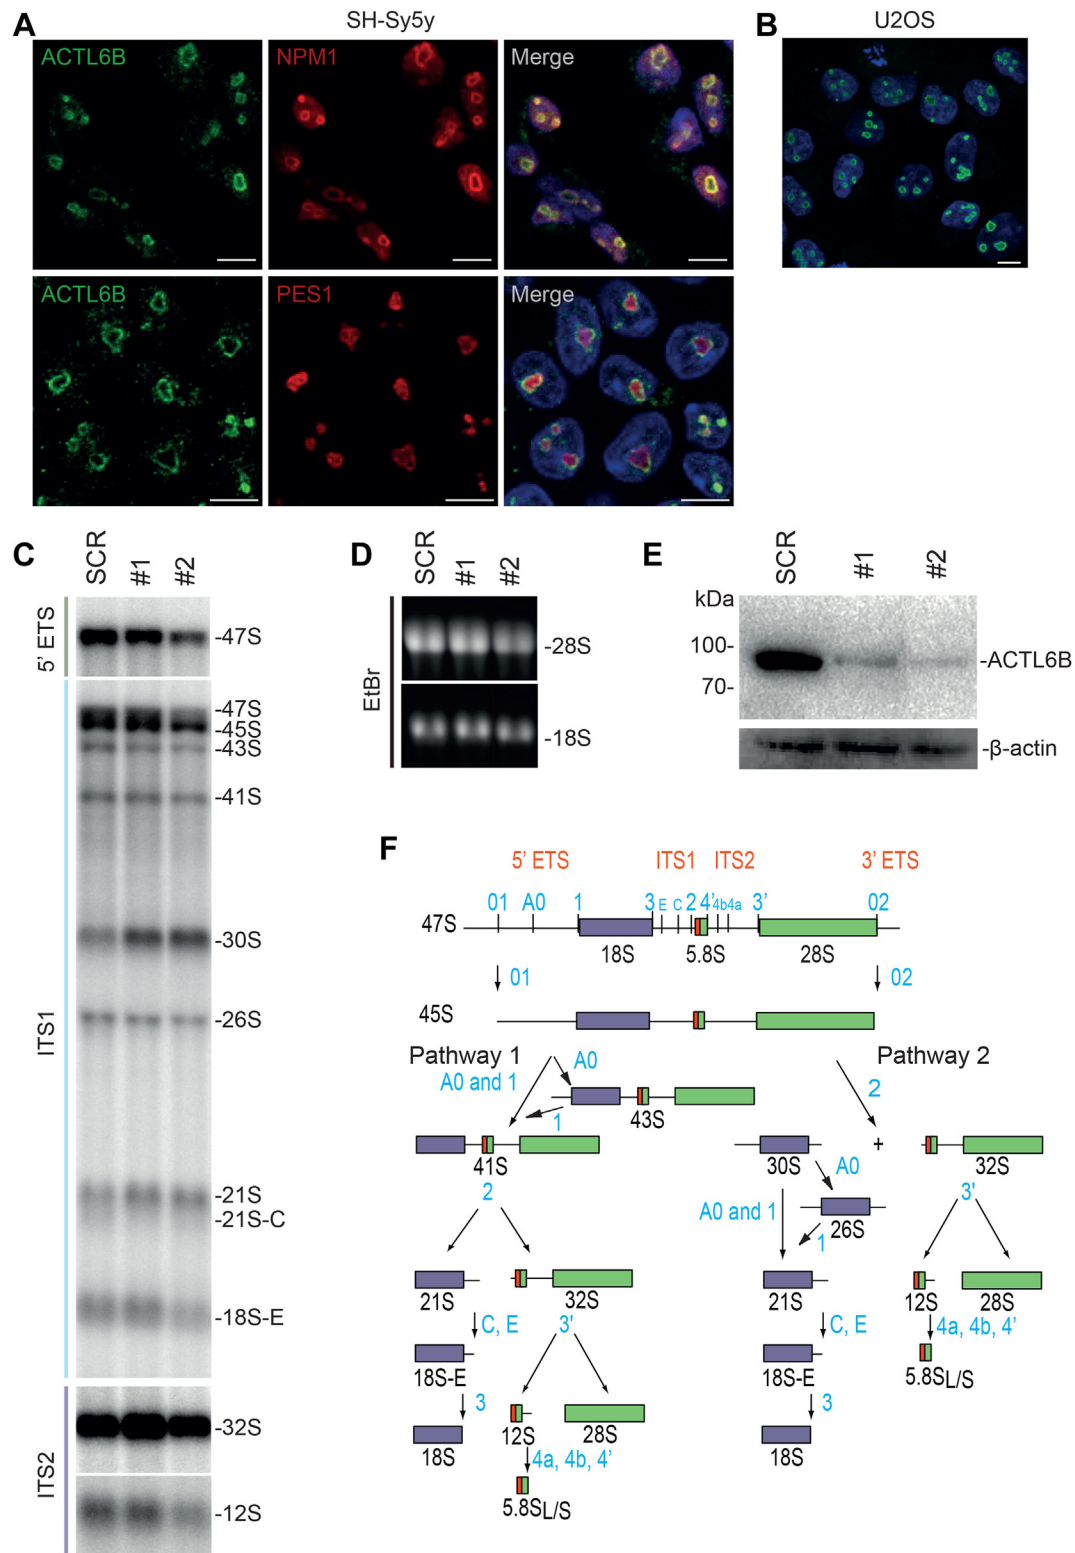 A
SH-Sy5y
B
U2OS
ACTL6B
NPM1
Merge
ACTL6B
PES1
Merge
C
SCR
#1
#2
5' ETS
-47S
ITS1
-47S
-45S
-43S
-41S
-30S
-26S
-21S
-21S-C
-18S-E
ITS2
-32S
-12S
D
SCR
#1
#2
EtBr
-28S
-18S
E
SCR
#1
#2
kDa
100-
70-
-ACTL6B
-β-actin
F
5' ETS ITS1 ITS2 3' ETS
01 A0 1 3 E C 2 4' 4b4a 3' 02
47S
18S 5.8S 28S
01 02
45S
Pathway 1 Pathway 2
A0 and 1 A0 2
1 43S
41S 30S + 32S
2 A0 3'
A0 and 1 1 26S
21S 32S 21S 12S 28S
C, E 3' C, E 4a, 4b, 4'
18S-E 18S-E 5.8SL/S
3 12S 28S 3
18S 4a, 4b, 4' 18S
5.8SL/S